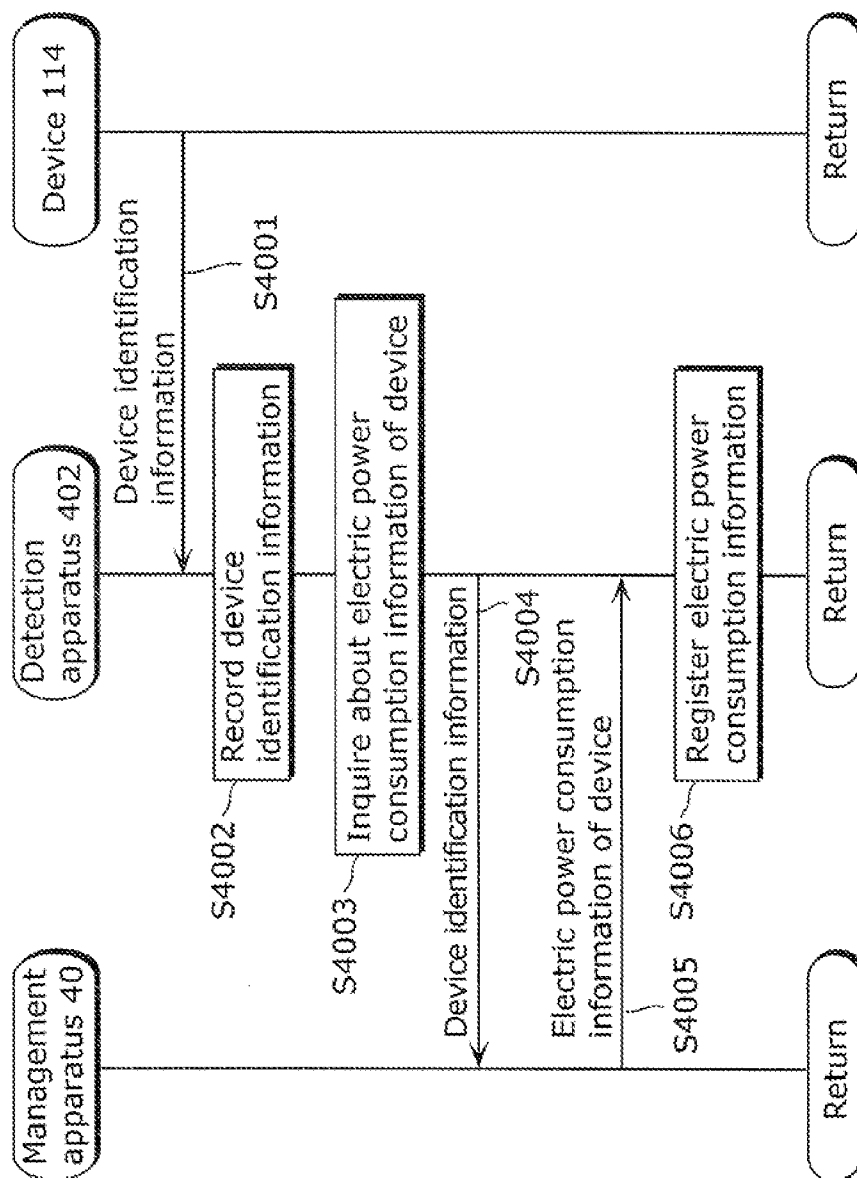 Management
apparatus 40
Detection
apparatus 402
Device 114
Device identification
information
S4001
S4002
Record device
identification information
S4003
Inquire about electric power
consumption information of device
Device identification information
S4004
Electric power consumption
information of device
S4005
S4006
Register electric power
consumption information
Return
Return
Return